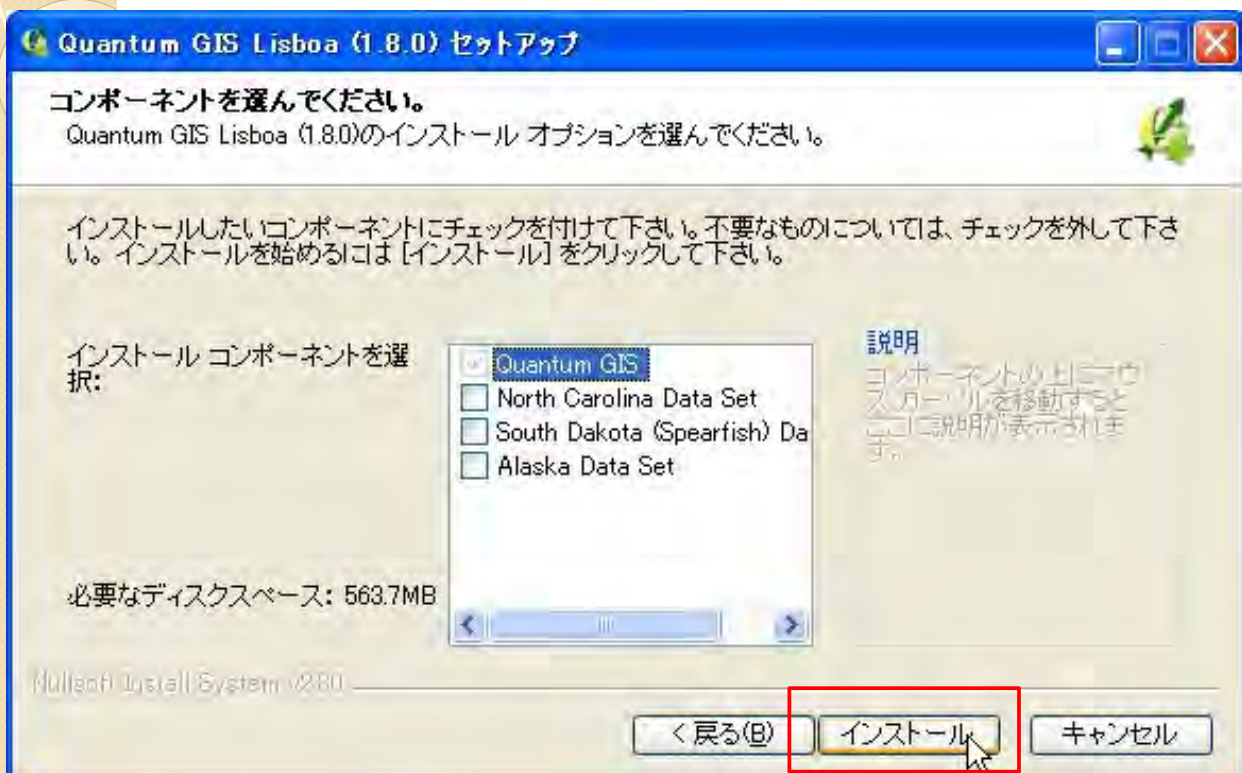 Quantum GIS Lisboa (1.8.0) セットアップ
コンポーネントを選んでください。
Quantum GIS Lisboa (1.8.0)のインストール オプションを選んでください。
インストールしたいコンポーネントにチェックを付けて下さい。不要なものについては、チェックを外して下さ
い。インストールを始めるには [インストール] をクリックして下さい。
インストール コンポーネントを選
択:
Quantum GIS
North Carolina Data Set
South Dakota (Spearfish) Da
Alaska Data Set
説明
コンポーネントの上にマウ
ス カーソルを移動すると
ここに説明が表示されま
す。
必要なディスクスペース: 563.7MB
Nullsoft Install System
< 戻る(B)
インストール
キャンセル